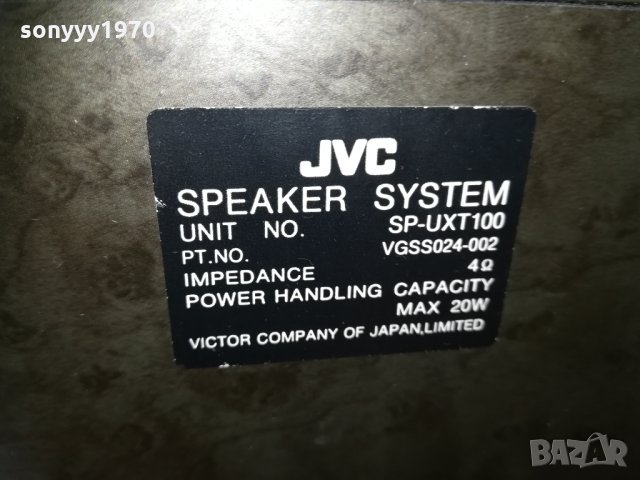 sonyyy1970
JVC
SPEAKER SYSTEM
UNIT NO. SP-UXT100
PT.NO. VGSS024-002
IMPEDANCE 4Ω
POWER HANDLING CAPACITY
MAX 20W
VICTOR COMPANY OF JAPAN,LIMITED
BAZAR